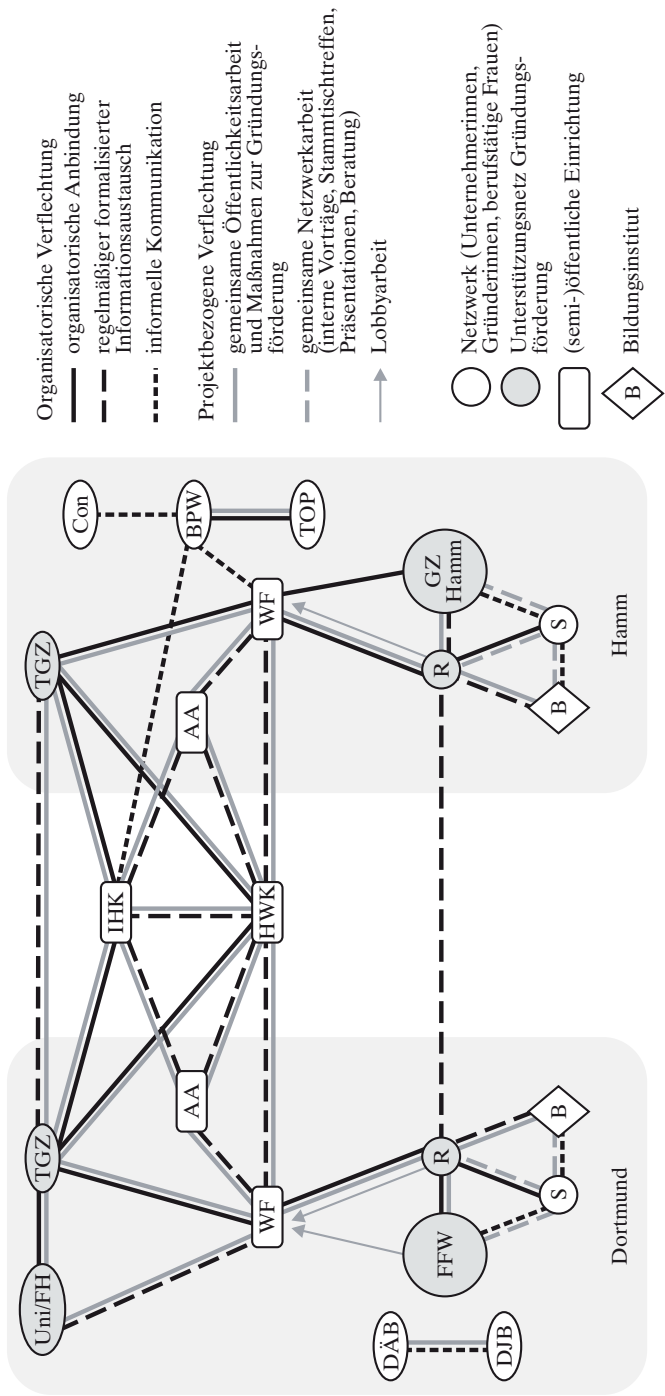 Uni/FH
TGZ
TGZ
Con
IHK
AA
AA
BPW
WF
HWK
WF
TOP
DÄB
FFW
R
R
GZ
Hamm
DJB
S
B
B
S
Dortmund
Hamm
Organisatorische Verflechtung
organisatorische Anbindung
regelmäßiger formalisierter
Informationsaustausch
informelle Kommunikation
Projektbezogene Verflechtung
gemeinsame Öffentlichkeitsarbeit
und Maßnahmen zur Gründungs-
förderung
gemeinsame Netzwerkarbeit
(interne Vorträge, Stammtischtreffen,
Präsentationen, Beratung)
Lobbyarbeit
Netzwerk (Unternehmerinnen,
Gründerinnen, berufstätige Frauen)
Unterstützungsnetz Gründungs-
förderung
(semi-)öffentliche Einrichtung
B
Bildungsinstitut